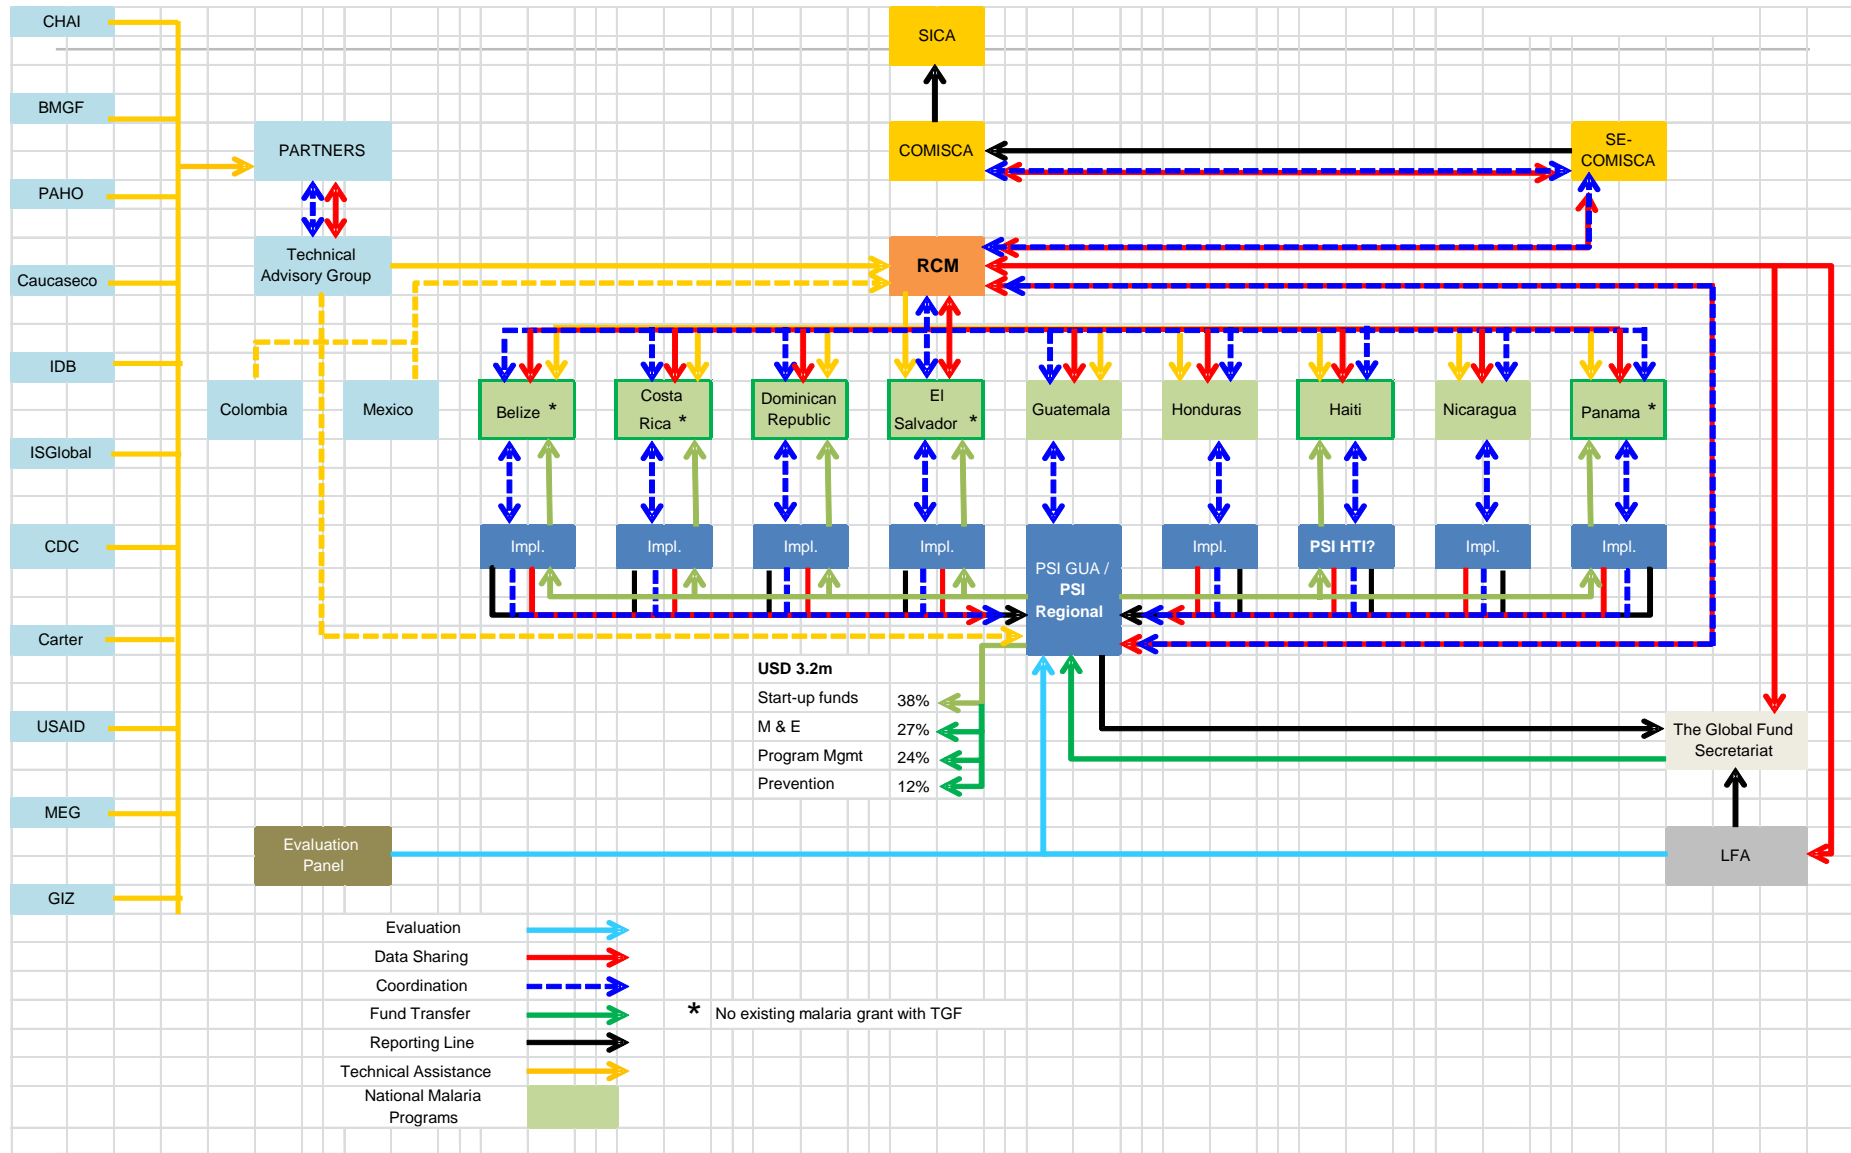 CHAI
BMGF
PAHO
Caucaseco
IDB
ISGlobal
CDC
Carter
USAID
MEG
GIZ
SICA
PARTNERS
COMISCA
SE-
COMISCA
Technical
Advisory Group
RCM
Colombia
Mexico
Belize *
Costa
Rica *
Dominican
Republic
El
Salvador *
Guatemala
Honduras
Haiti
Nicaragua
Panama *
Impl.
Impl.
Impl.
Impl.
PSI GUA /
PSI
Regional
Impl.
PSI HTI?
Impl.
Impl.
USD 3.2m
Start-up funds 38%
M & E 27%
Program Mgmt 24%
Prevention 12%
The Global Fund
Secretariat
Evaluation
Panel
LFA
Evaluation
Data Sharing
Coordination
Fund Transfer
* No existing malaria grant with TGF
Reporting Line
Technical Assistance
National Malaria
Programs